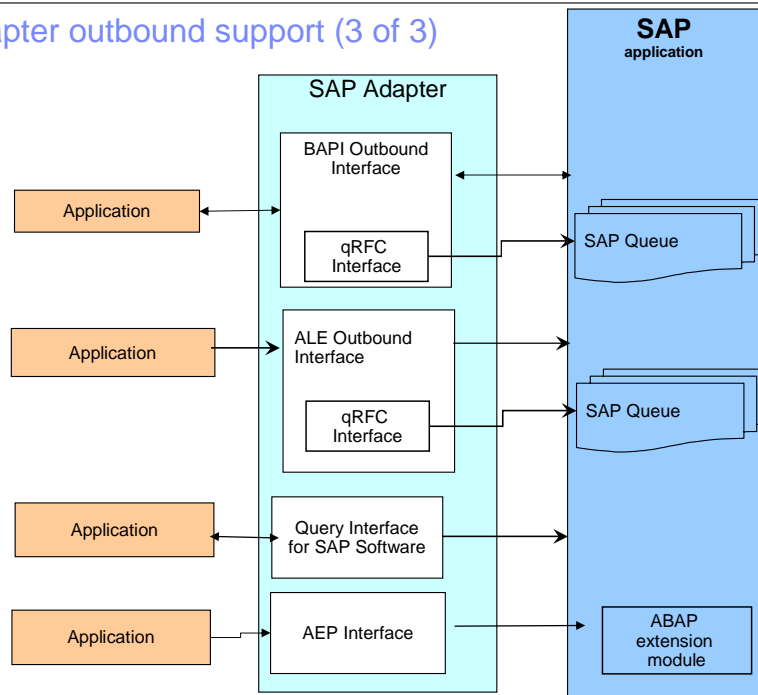 apter outbound support (3 of 3)
SAP
application
SAP Adapter
BAPI Outbound
Interface
Application
qRFC
Interface
SAP Queue
ALE Outbound
Interface
Application
qRFC
Interface
SAP Queue
Application
Query Interface
for SAP Software
Application
AEP Interface
ABAP
extension
module